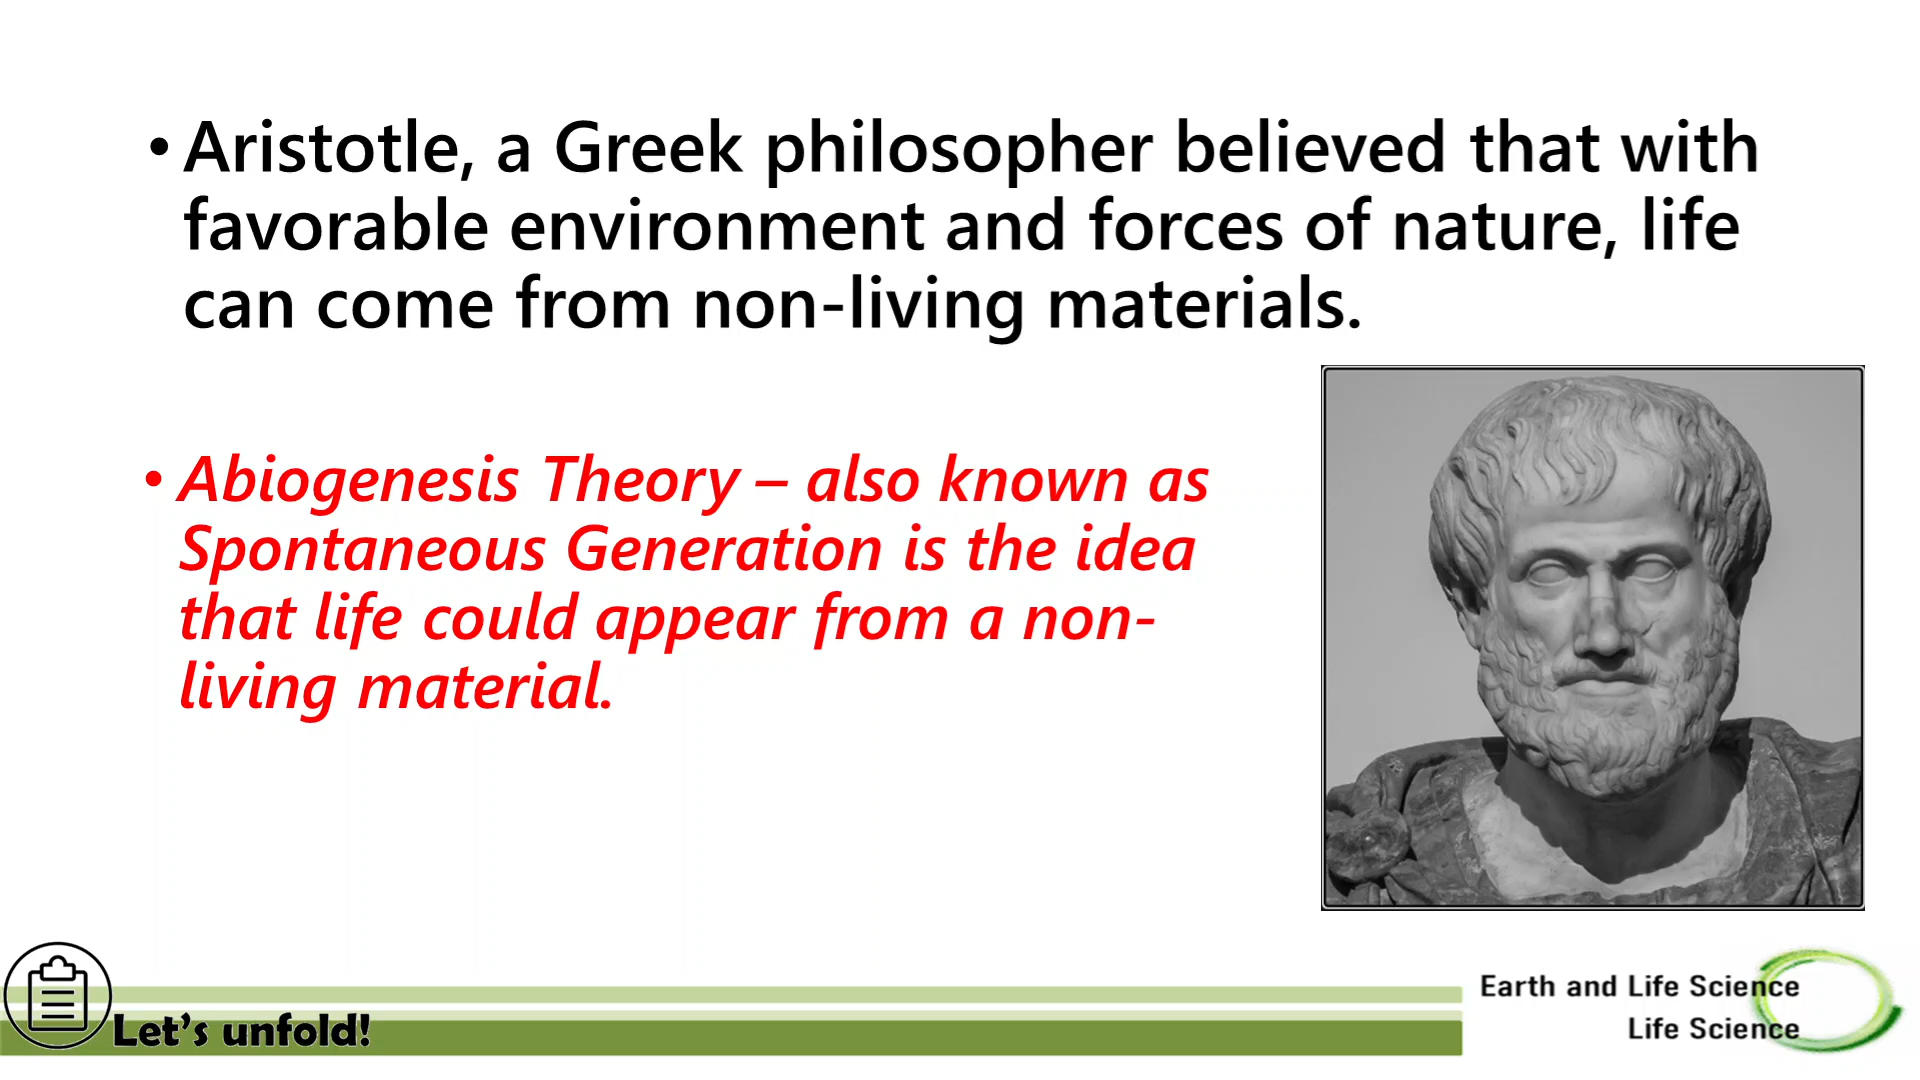 • Aristotle, a Greek philosopher believed that with
favorable environment and forces of nature, life
can come from non-living materials.
• Abiogenesis Theory – also known as
Spontaneous Generation is the idea
that life could appear from a non-
living material.
Let's unfold!
Earth and Life Science
Life Science